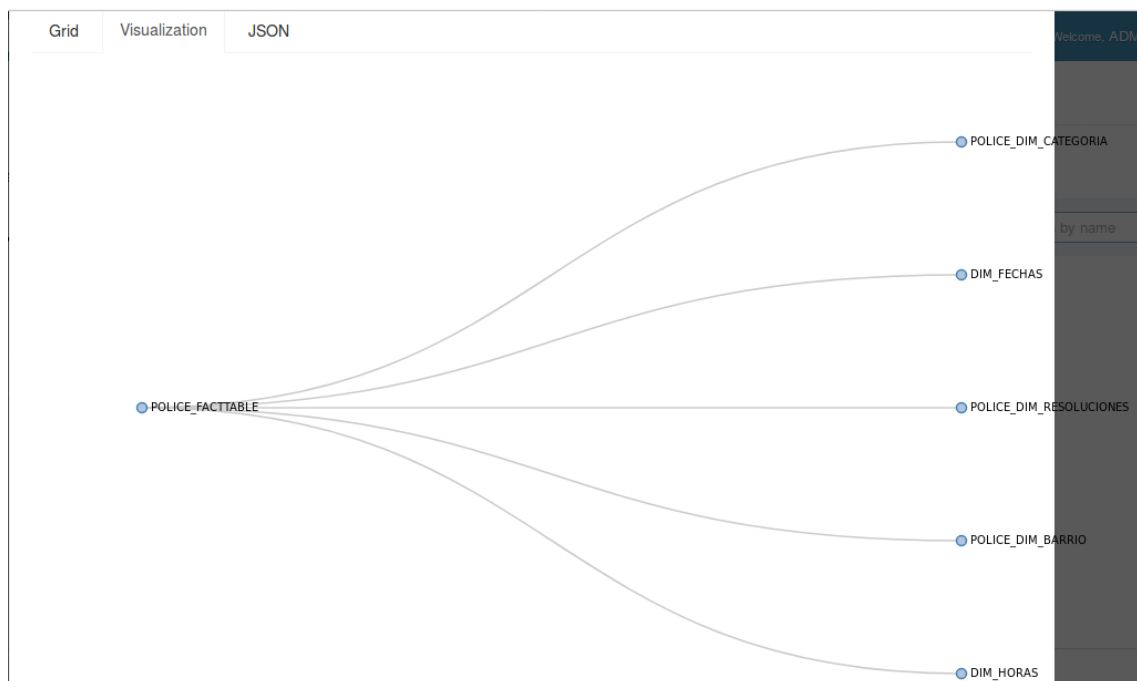 Grid Visualization JSON
Welcome, ADM
POLICE_DIM_CATEGORIA
by name
DIM_FECHAS
POLICE_FACTTABLE
POLICE_DIM_RESOLUCIONES
POLICE_DIM_BARRIO
DIM_HORAS